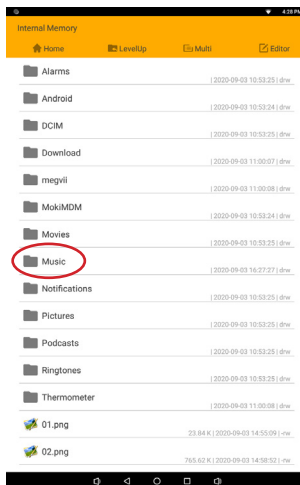 4:28 PM
Internal Memory
Home LevelUp Multi Editor
Alarms
| 2020-09-03 10:53:25 | drw
Android
| 2020-09-03 10:53:24 | drw
DCIM
| 2020-09-03 10:53:25 | drw
Download
| 2020-09-03 11:00:07 | drw
megvii
| 2020-09-03 11:00:08 | drw
MokiMDM
| 2020-09-03 10:53:24 | drw
Movies
| 2020-09-03 10:53:25 | drw
Music
| 2020-09-03 16:27:27 | drw
Notifications
| 2020-09-03 10:53:25 | drw
Pictures
| 2020-09-03 10:53:25 | drw
Podcasts
| 2020-09-03 10:53:25 | drw
Ringtones
| 2020-09-03 10:53:25 | drw
Thermometer
| 2020-09-03 11:00:08 | drw
01.png
23.84 K | 2020-09-03 14:55:09 | -rw
02.png
765.62 K | 2020-09-03 14:58:52 | -rw